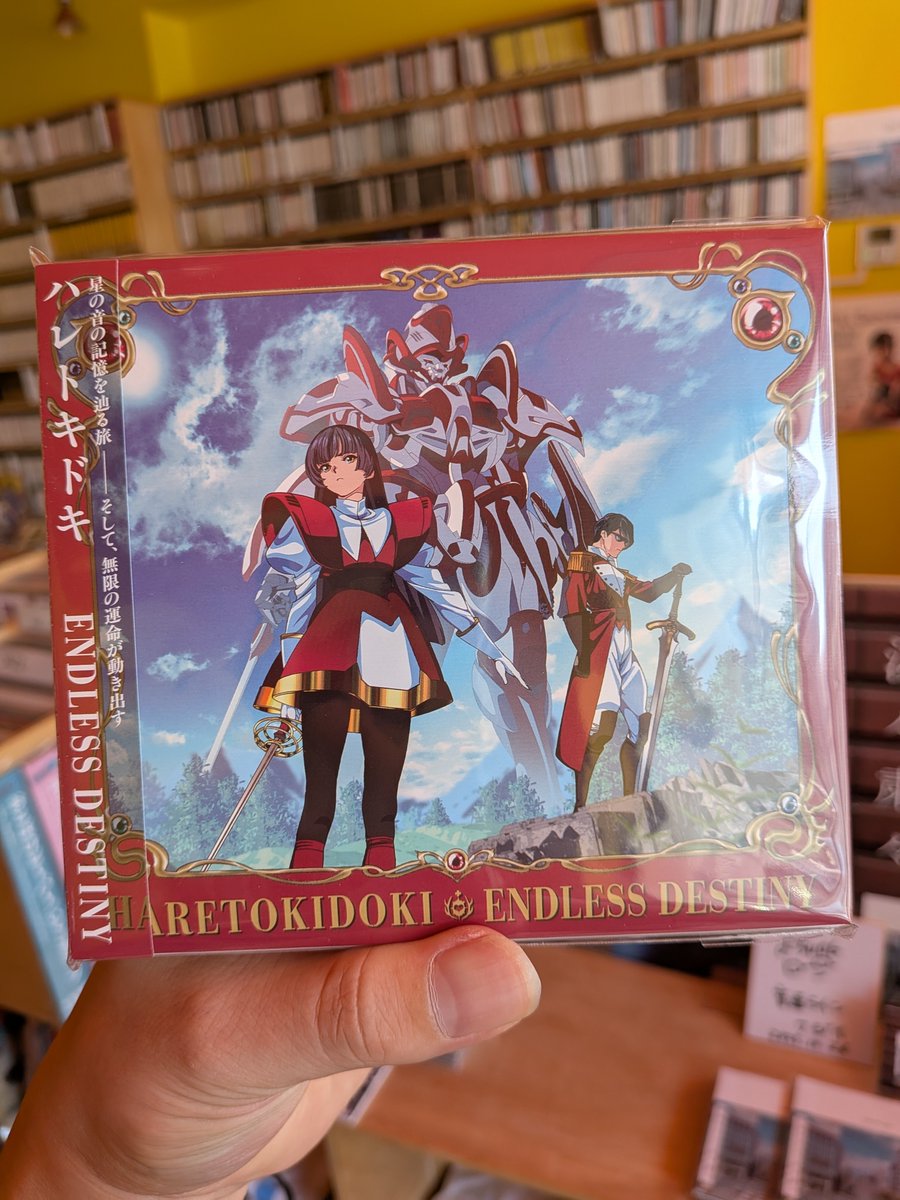 ハレトキドキ ENDLESS DESTINY
星の音の記憶を辿る旅 ―― そして、無限の運命が動き出す
HARETOKIDOKI ENDLESS DESTINY